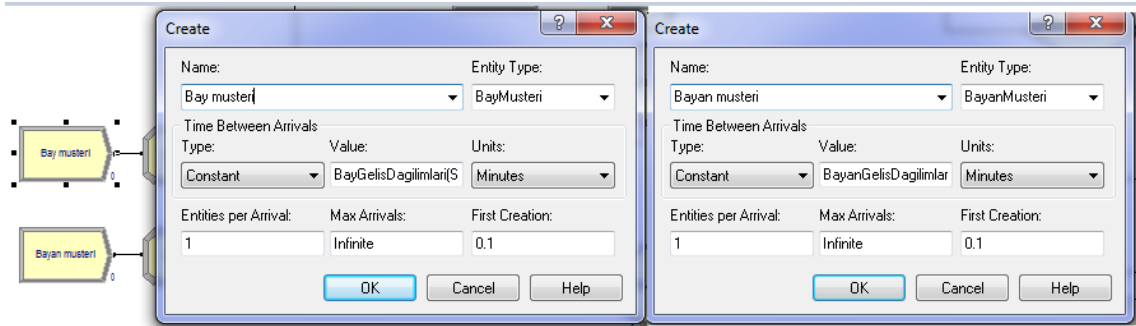 Create
Name:
Entity Type:
Bay musteri
BayMusteri
Time Between Arrivals
Type:
Value:
Units:
Constant
BayGelisDagilimlari(S
Minutes
Entities per Arrival:
Max Arrivals:
First Creation:
1
Infinite
0.1
OK
Cancel
Help
Create
Name:
Entity Type:
Bayan musteri
BayanMusteri
Time Between Arrivals
Type:
Value:
Units:
Constant
BayanGelisDagilimlar
Minutes
Entities per Arrival:
Max Arrivals:
First Creation:
1
Infinite
0.1
OK
Cancel
Help
Bay musteri
0
Bayan musteri
0